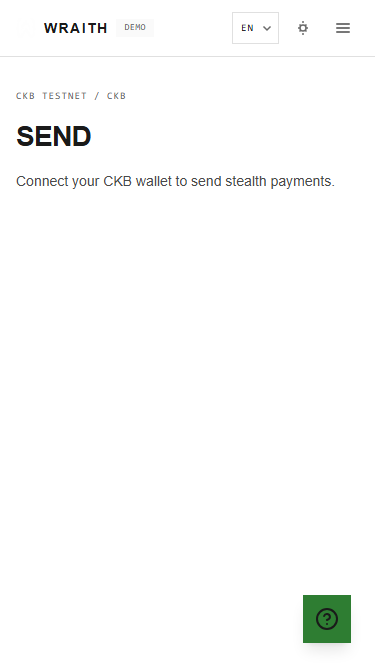 WRAITH DEMO EN
CKB TESTNET / CKB
SEND
Connect your CKB wallet to send stealth payments.